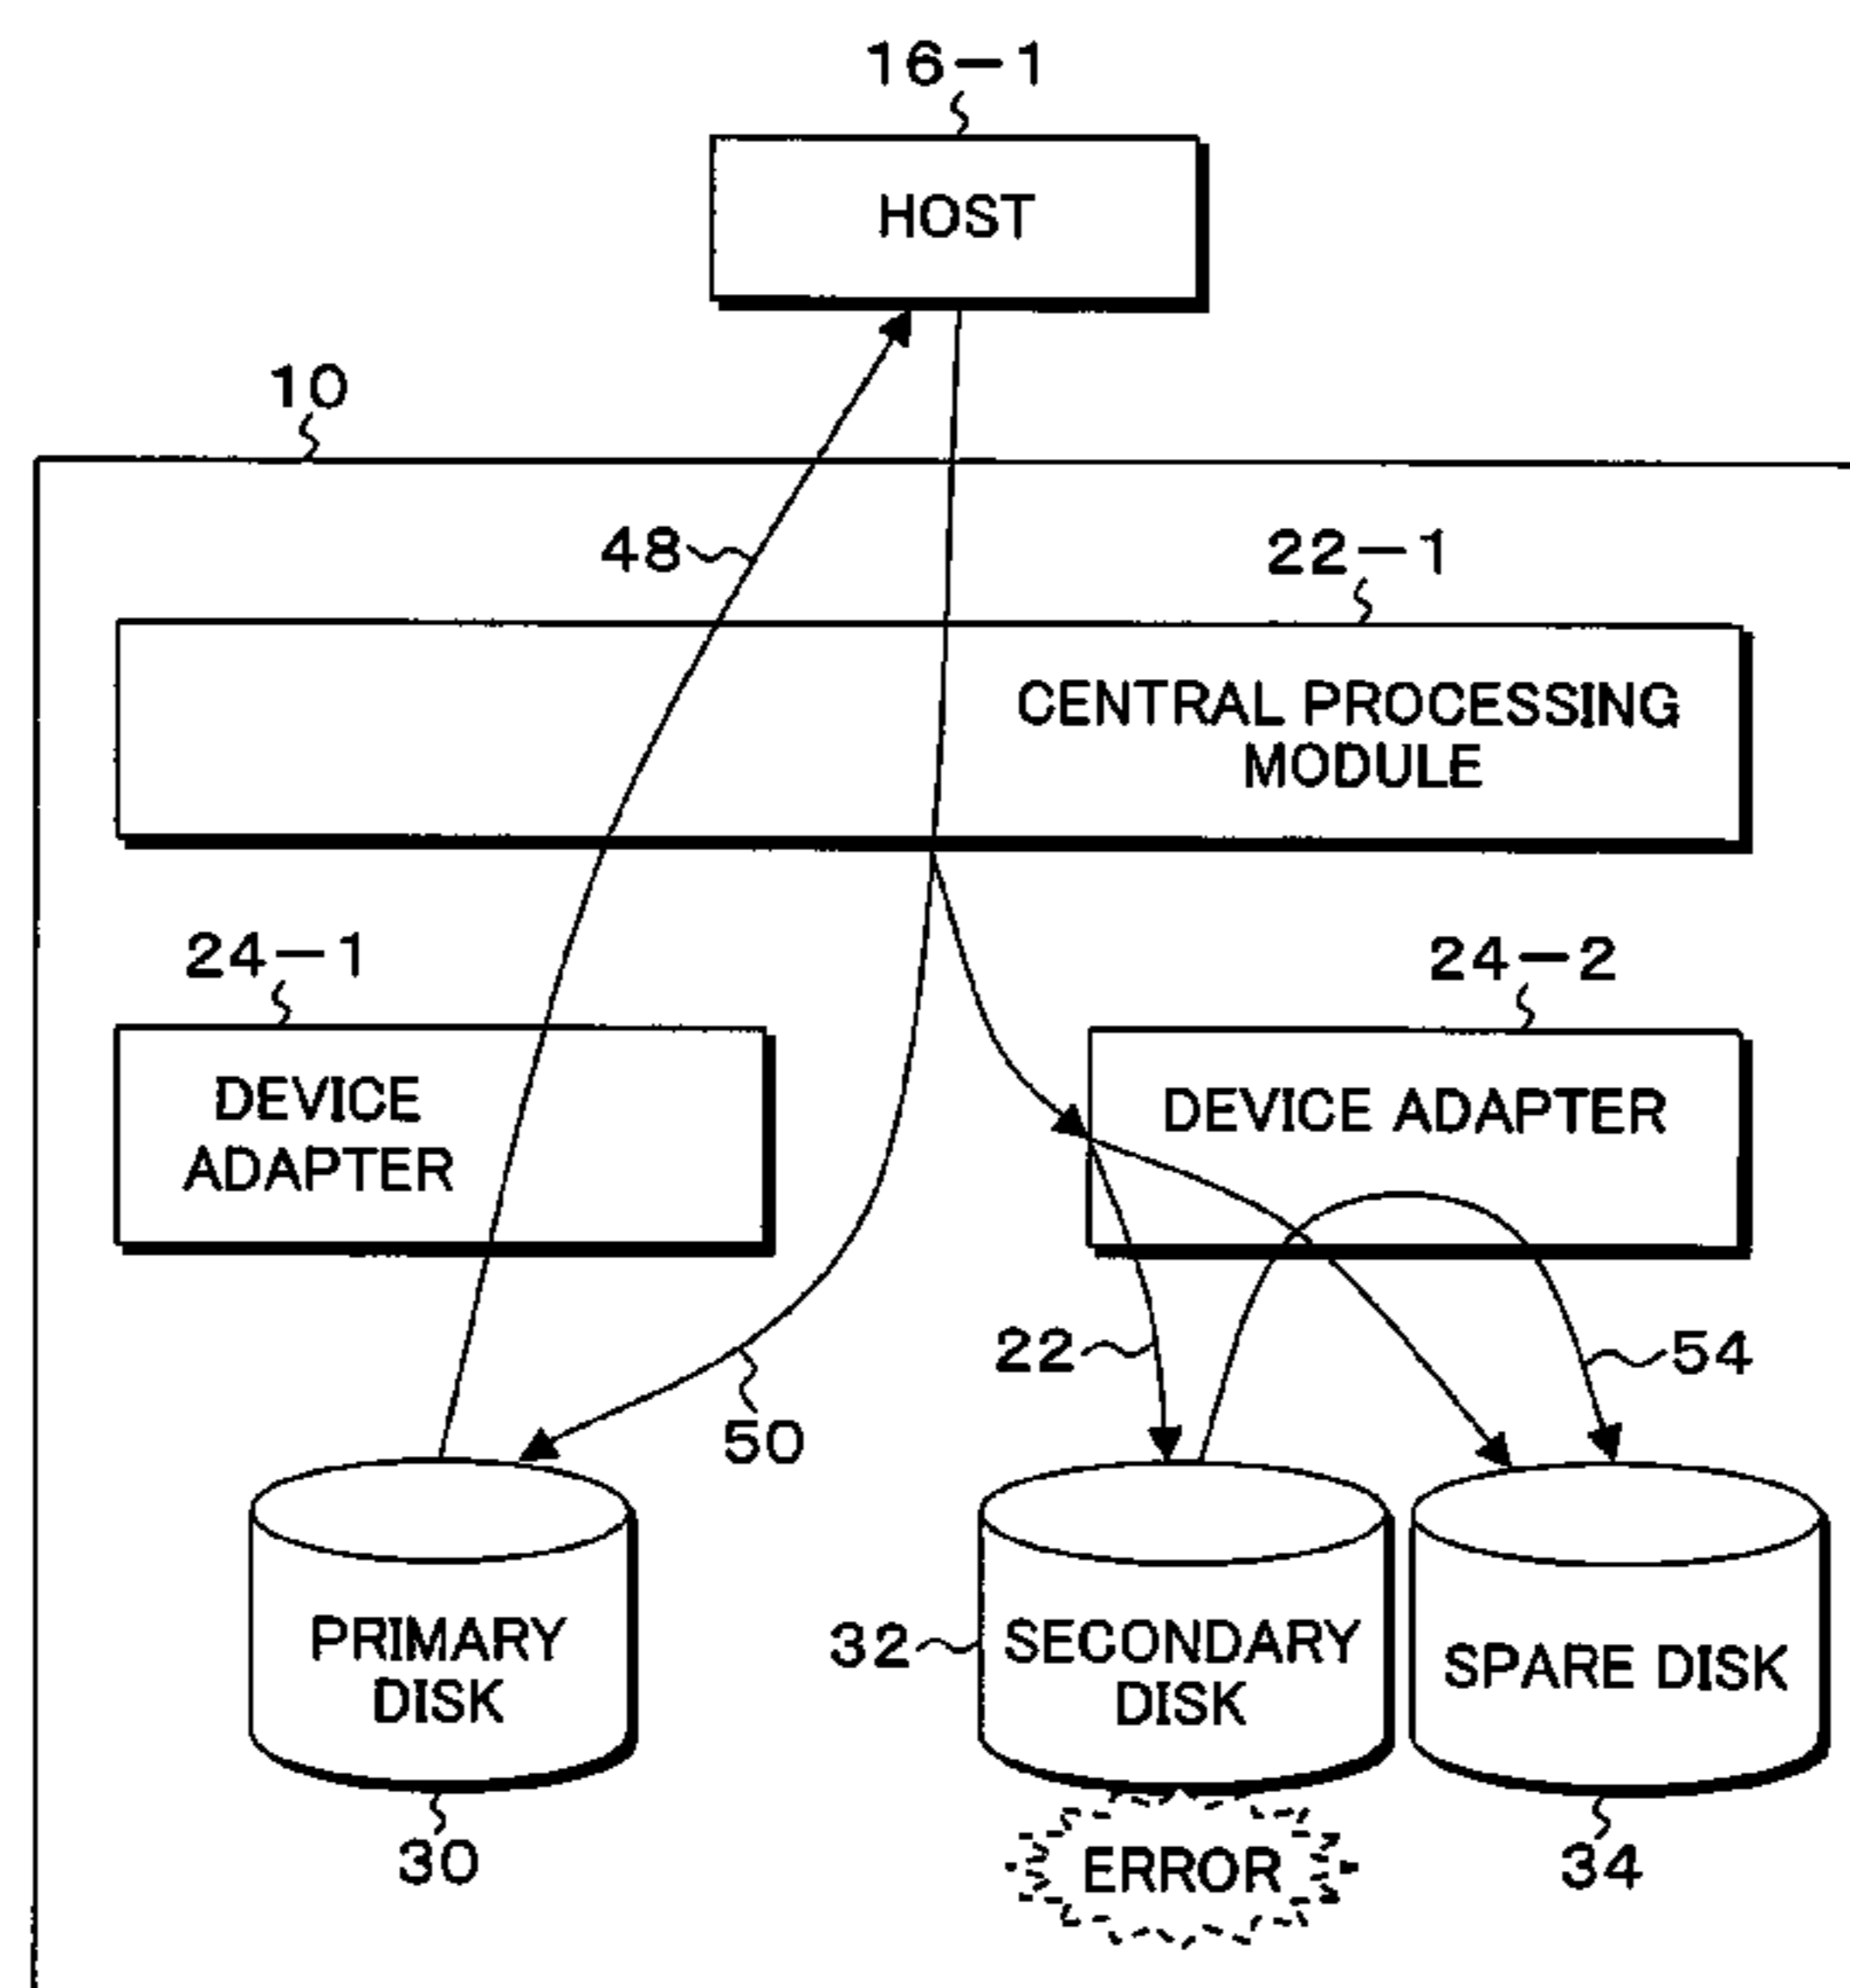 16-1
HOST
10
48
22-1
CENTRAL PROCESSING
MODULE
24-1
24-2
DEVICE
ADAPTER
DEVICE ADAPTER
22
54
50
PRIMARY
DISK
32
SECONDARY
DISK
SPARE DISK
30
ERROR
34